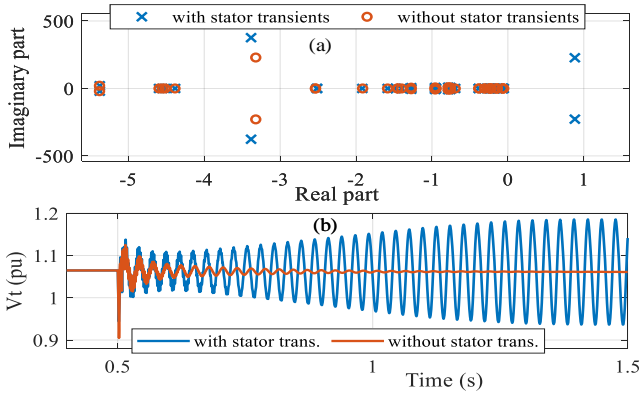 500
with stator transients
without stator transients
(a)
Imaginary part
0
-500
-5
-4
-3
-2
-1
0
1
Real part
1.2
(b)
1.1
Vt (pu)
1
0.9
with stator trans.
without stator trans.
0.5
1
1.5
Time (s)